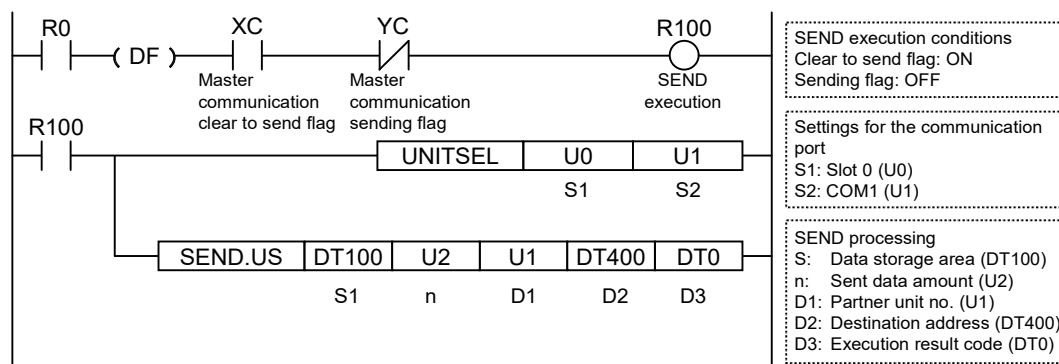 R0
XC
YC
R100
( DF )
Master
communication
clear to send flag
Master
communication
sending flag
SEND
execution
R100
UNITSEL U0 U1
S1 S2
SEND.US DT100 U2 U1 DT400 DT0
S1 n D1 D2 D3
SEND execution conditions
Clear to send flag: ON
Sending flag: OFF
Settings for the communication
port
S1: Slot 0 (U0)
S2: COM1 (U1)
SEND processing
S: Data storage area (DT100)
n: Sent data amount (U2)
D1: Partner unit no. (U1)
D2: Destination address (DT400)
D3: Execution result code (DT0)